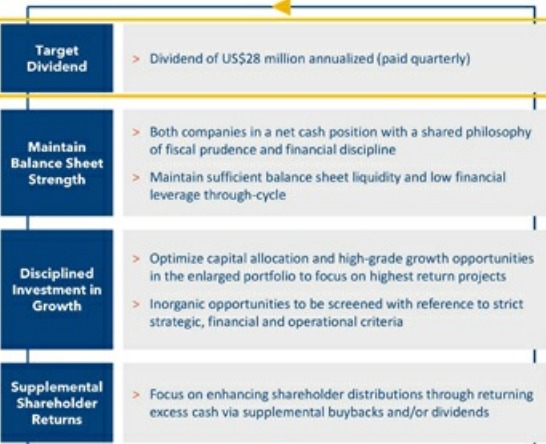 Target
Dividend
> Dividend of US$28 million annualized (paid quarterly)
Maintain
Balance Sheet
Strength
> Both companies in a net cash position with a shared philosophy
of fiscal prudence and financial discipline
> Maintain sufficient balance sheet liquidity and low financial
leverage through-cycle
Disciplined
Investment in
Growth
> Optimize capital allocation and high-grade growth opportunities
in the enlarged portfolio to focus on highest return projects
> Inorganic opportunities to be screened with reference to strict
strategic, financial and operational criteria
Supplemental
Shareholder
Returns
> Focus on enhancing shareholder distributions through returning
excess cash via supplemental buybacks and/or dividends